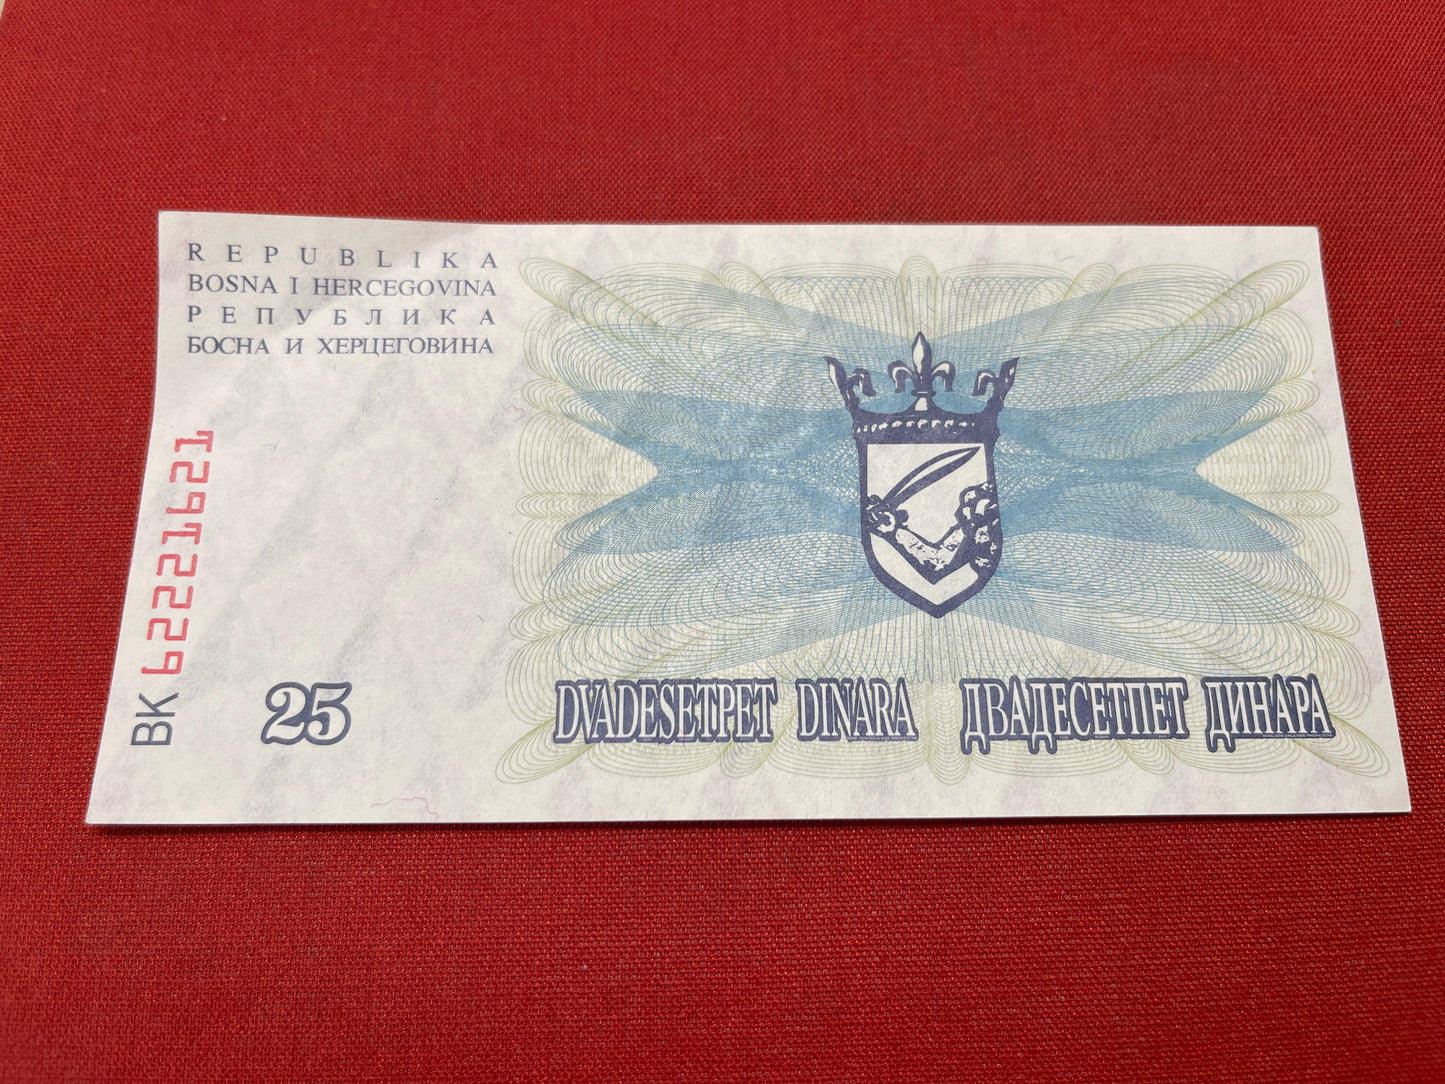 REPUBLIKA
BOSNA I HERCEGOVINA
РЕПУБЛИКА
БОСНА И ХЕРЦЕГОВИНА
BK 62221621
25
DVADESETPET DINARA ДВАДЕСЕТПЕТ ДИНАРА